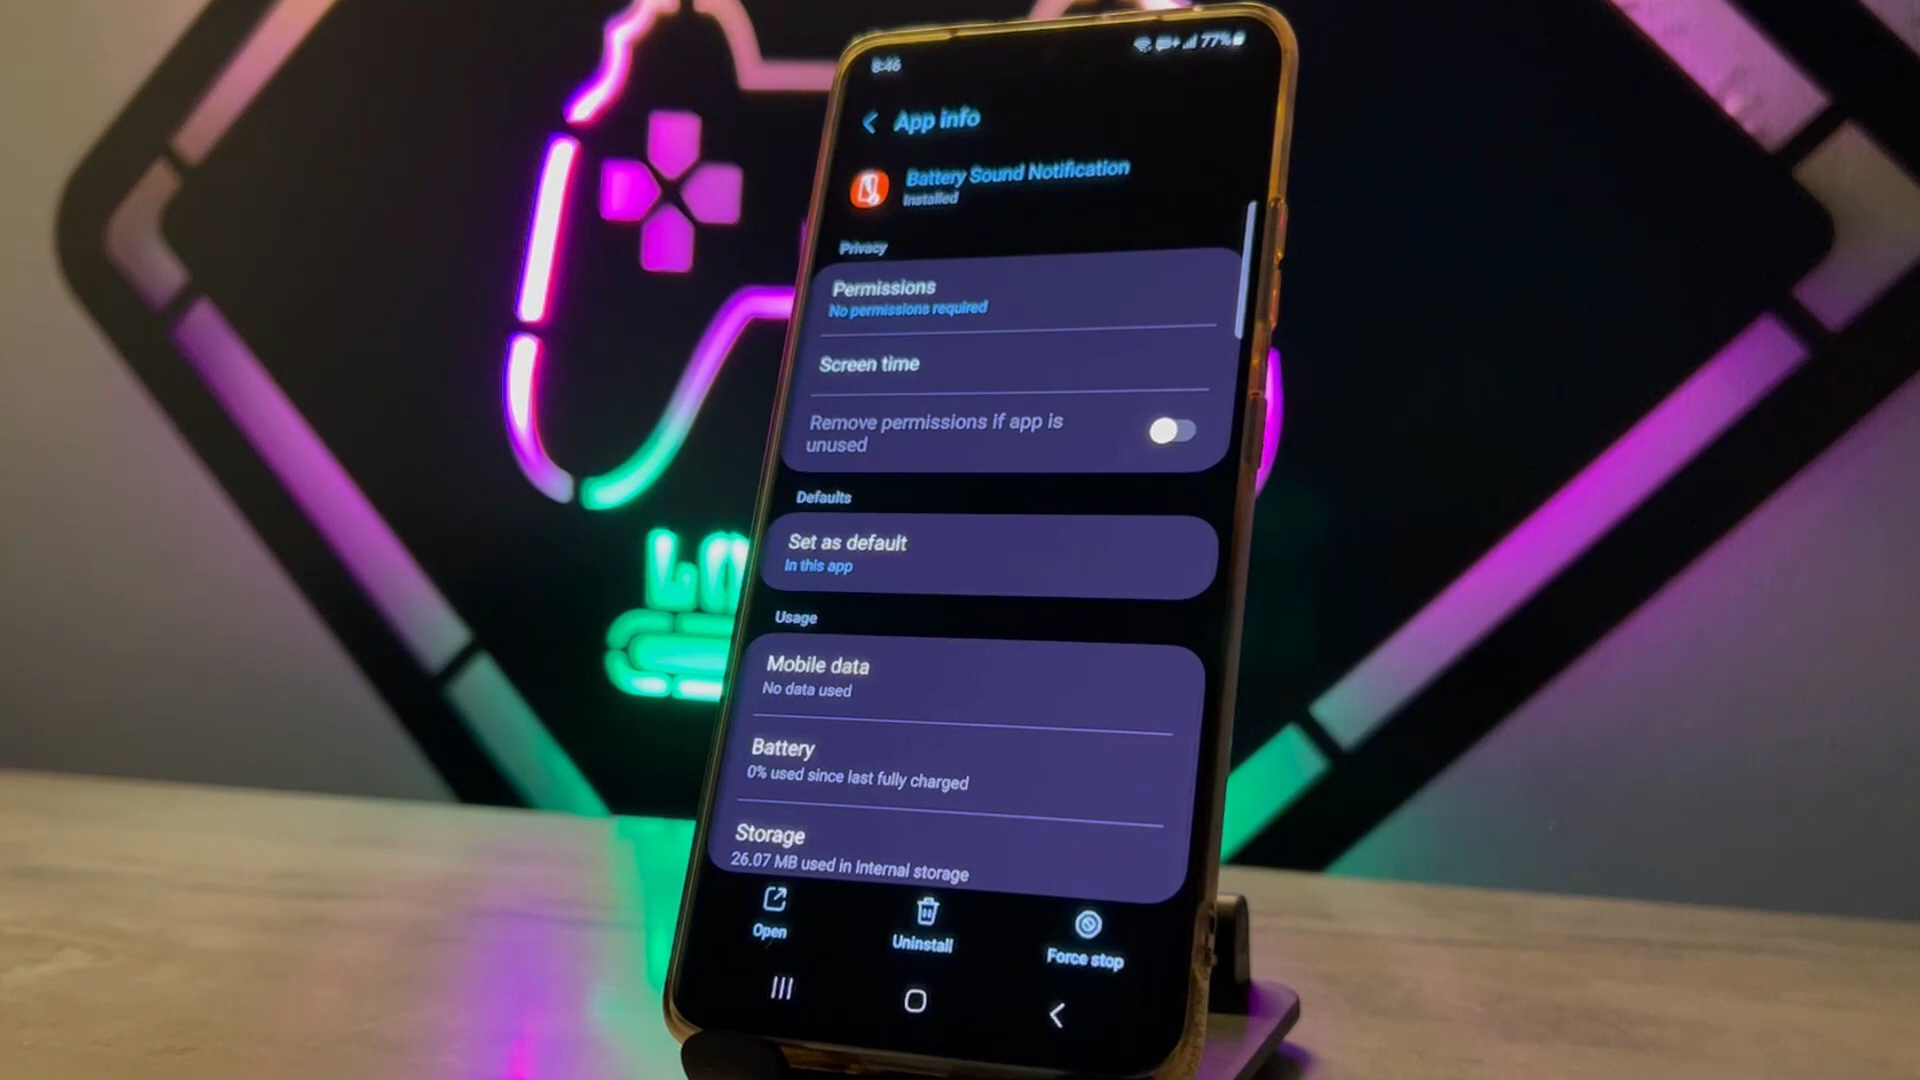 8:46
77%
App info
Battery Sound Notification
Installed
Privacy
Permissions
No permissions required
Screen time
Remove permissions if app is
unused
Defaults
Set as default
In this app
Usage
Mobile data
No data used
Battery
0% used since last fully charged
Storage
26.07 MB used in Internal storage
Open
Uninstall
Force stop